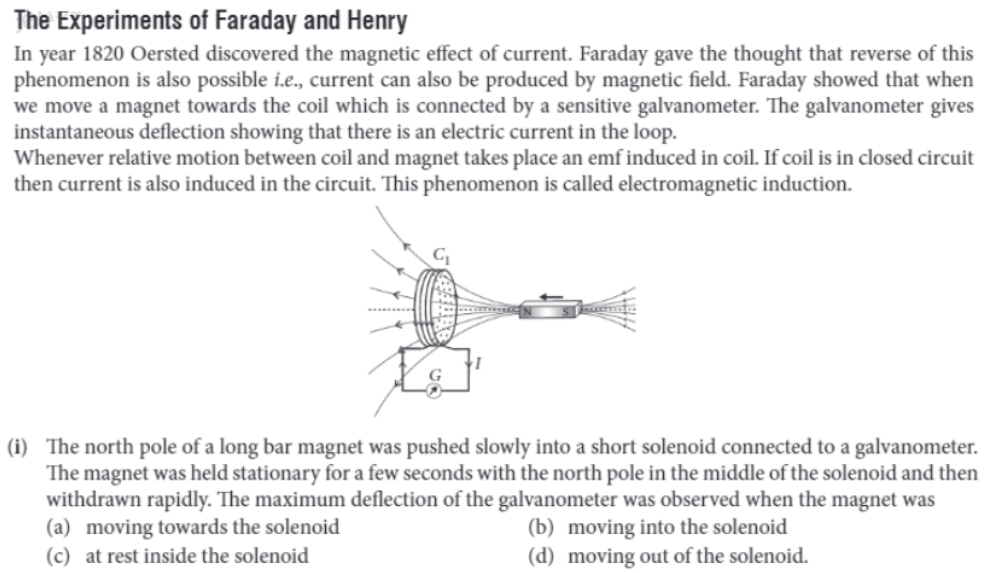 The Experiments of Faraday and Henry
In year 1820 Oersted discovered the magnetic effect of current. Faraday gave the thought that reverse of this
phenomenon is also possible i.e., current can also be produced by magnetic field. Faraday showed that when
we move a magnet towards the coil which is connected by a sensitive galvanometer. The galvanometer gives
instantaneous deflection showing that there is an electric current in the loop.
Whenever relative motion between coil and magnet takes place an emf induced in coil. If coil is in closed circuit
then current is also induced in the circuit. This phenomenon is called electromagnetic induction.
C₁
N S
I
G
(i) The north pole of a long bar magnet was pushed slowly into a short solenoid connected to a galvanometer.
The magnet was held stationary for a few seconds with the north pole in the middle of the solenoid and then
withdrawn rapidly. The maximum deflection of the galvanometer was observed when the magnet was
(a) moving towards the solenoid (b) moving into the solenoid
(c) at rest inside the solenoid (d) moving out of the solenoid.